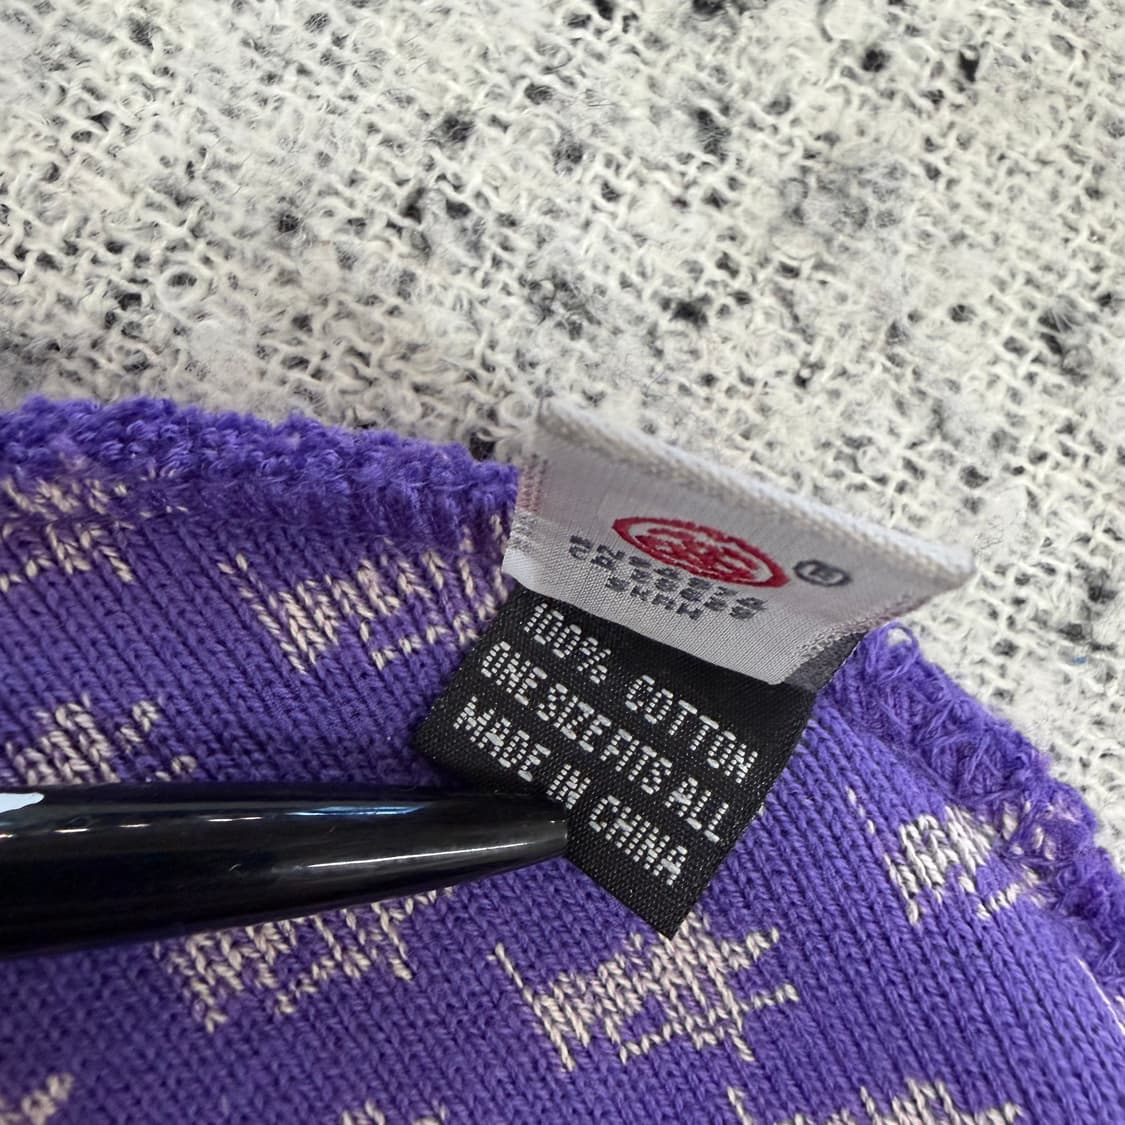 100% COTTON
ONE SIZE FITS ALL
MADE IN CHINA